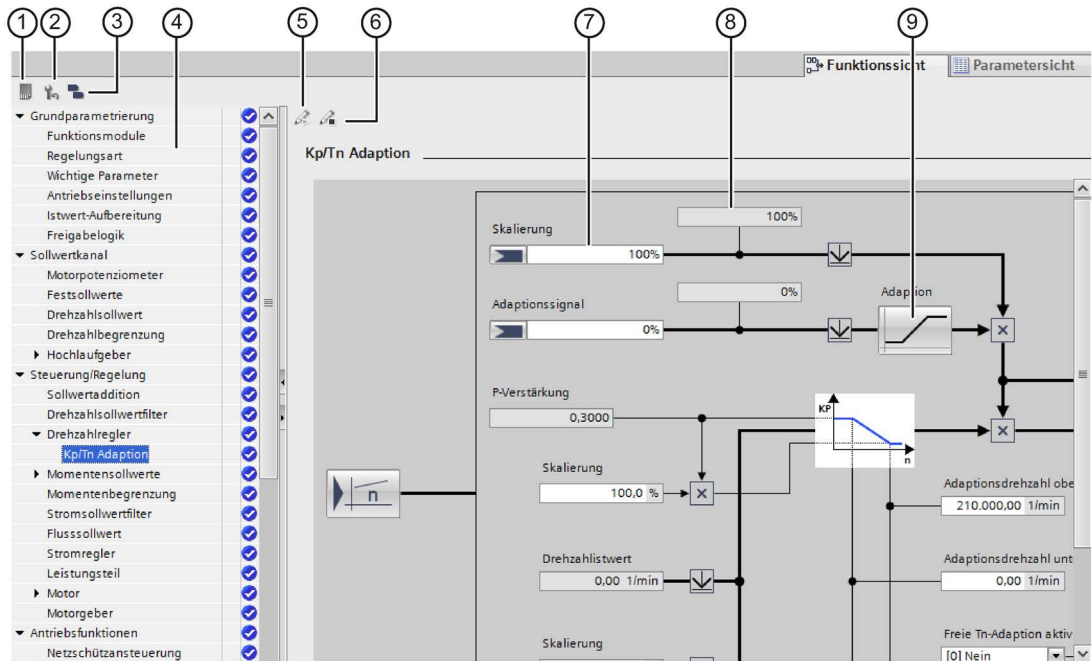 1 2 3 4 5 6 7 8 9
Funktionssicht Parametersicht
Grundparametrierung
Funktionsmodule
Regelungsart
Wichtige Parameter
Antriebseinstellungen
Istwert-Aufbereitung
Freigabelogik
Sollwertkanal
Motorpotenziometer
Festsollwerte
Drehzahlsollwert
Drehzahlbegrenzung
Hochlaufgeber
Steuerung/Regelung
Sollwertaddition
Drehzahlsollwertfilter
Drehzahlregler
Kp/Tn Adaption
Momentensollwerte
Momentenbegrenzung
Stromsollwertfilter
Flusssollwert
Stromregler
Leistungsteil
Motor
Motorgeber
Antriebsfunktionen
Netzschützansteuerung
Kp/Tn Adaption
100%
Skalierung
100%
0%
Adaption
Adaptionssignal
0%
×
P-Verstärkung
0,3000
KP
n
×
Skalierung
100,0 %
×
n
Adaptionsdrehzahl obe
210.000,00 1/min
Drehzahlistwert
0,00 1/min
Adaptionsdrehzahl unt
0,00 1/min
Skalierung
Freie Tn-Adaption aktiv
[0] Nein